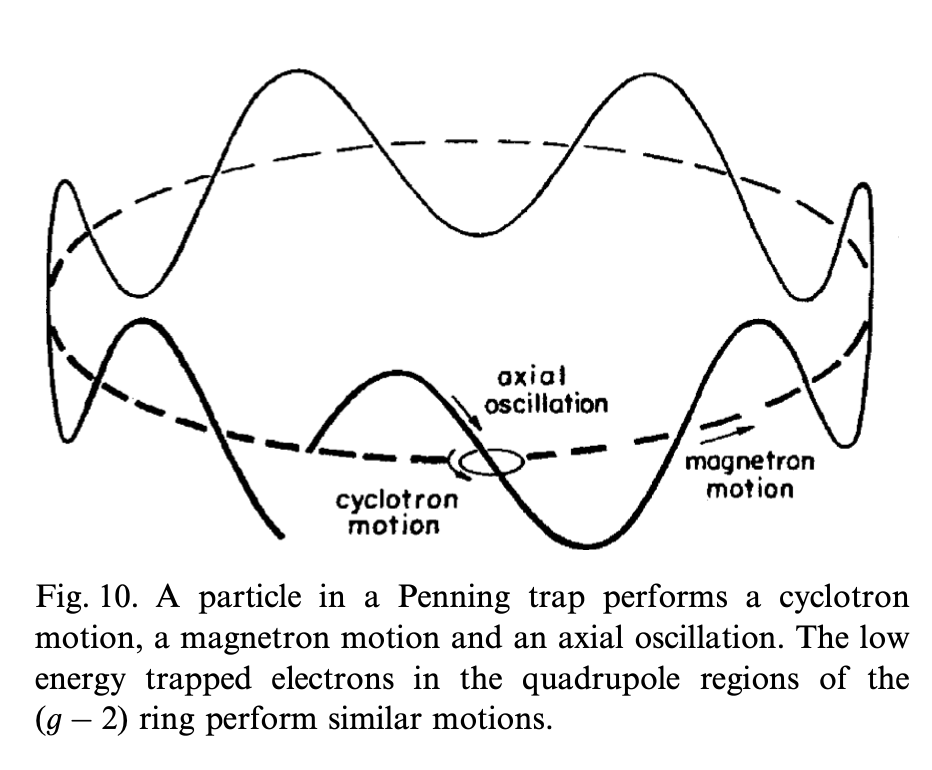 axial
oscillation
magnetron
motion
cyclotron
motion
Fig. 10. A particle in a Penning trap performs a cyclotron
motion, a magnetron motion and an axial oscillation. The low
energy trapped electrons in the quadrupole regions of the
(g − 2) ring perform similar motions.